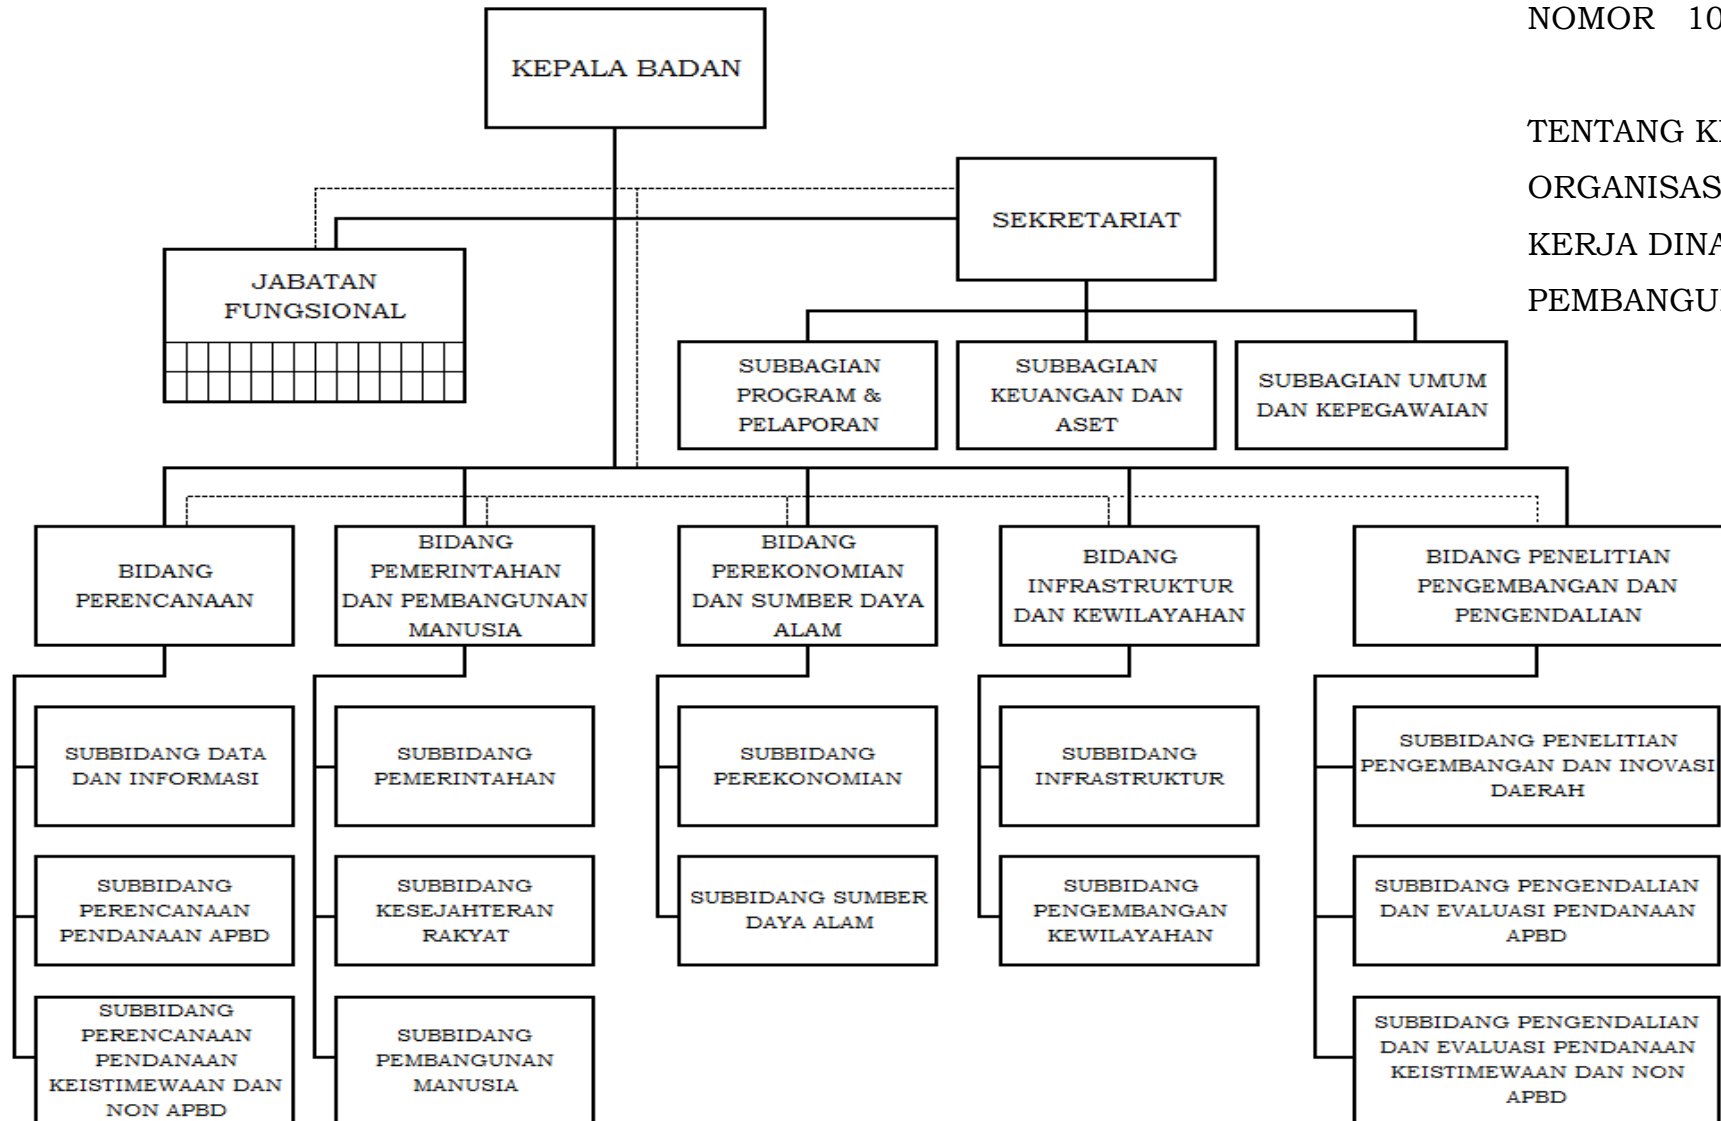 NOMOR 10
TENTANG
ORGANISAS
KERJA DINA
PEMBANGU
KEPALA BADAN
SEKRETARIAT
JABATAN
FUNGSIONAL
SUBBAGIAN
PROGRAM &
PELAPORAN
SUBBAGIAN
KEUANGAN DAN
ASET
SUBBAGIAN UMUM
DAN KEPEGAWAIAN
BIDANG
PERENCANAAN
BIDANG
PEMERINTAHAN
DAN PEMBANGUNAN
MANUSIA
BIDANG
PEREKONOMIAN
DAN SUMBER DAYA
ALAM
BIDANG
INFRASTRUKTUR
DAN KEWILAYAHAN
BIDANG PENELITIAN
PENGEMBANGAN DAN
PENGENDALIAN
SUBBIDANG DATA
DAN INFORMASI
SUBBIDANG
PEMERINTAHAN
SUBBIDANG
PEREKONOMIAN
SUBBIDANG
INFRASTRUKTUR
SUBBIDANG PENELITIAN
PENGEMBANGAN DAN INOVASI
DAERAH
SUBBIDANG
PERENCANAAN
PENDANAAN APBD
SUBBIDANG
KESEJAHTERAN
RAKYAT
SUBBIDANG SUMBER
DAYA ALAM
SUBBIDANG
PENGEMBANGAN
KEWILAYAHAN
SUBBIDANG PENGENDALIAN
DAN EVALUASI PENDANAAN
APBD
SUBBIDANG
PERENCANAAN
PENDANAAN
KEISTIMEWAAN DAN
NON APBD
SUBBIDANG
PEMBANGUNAN
MANUSIA
SUBBIDANG PENGENDALIAN
DAN EVALUASI PENDANAAN
KEISTIMEWAAN DAN NON
APBD